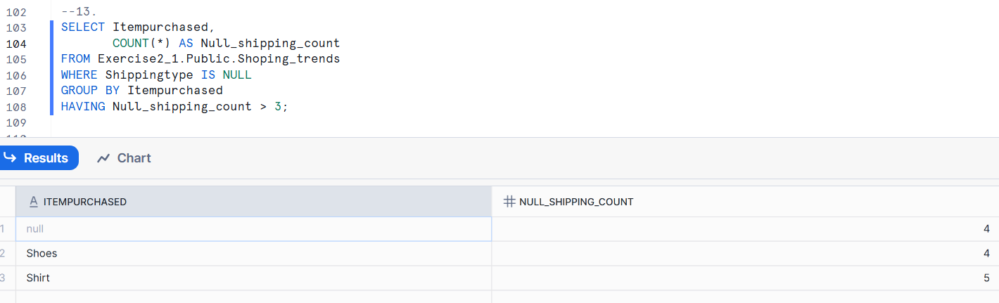 102 --13.
103 SELECT Itempurchased,
104 COUNT(*) AS Null_shipping_count
105 FROM Exercise2_1.Public.Shoping_trends
106 WHERE Shippingtype IS NULL
107 GROUP BY Itempurchased
108 HAVING Null_shipping_count > 3;
109
Results Chart
ITEMPURCHASED NULL_SHIPPING_COUNT
1 null 4
2 Shoes 4
3 Shirt 5